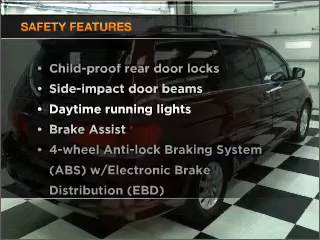 SAFETY FEATURES
• Child-proof rear door locks
• Side-impact door beams
• Daytime running lights
• Brake Assist
• 4-wheel Anti-lock Braking System
(ABS) w/Electronic Brake
Distribution (EBD)